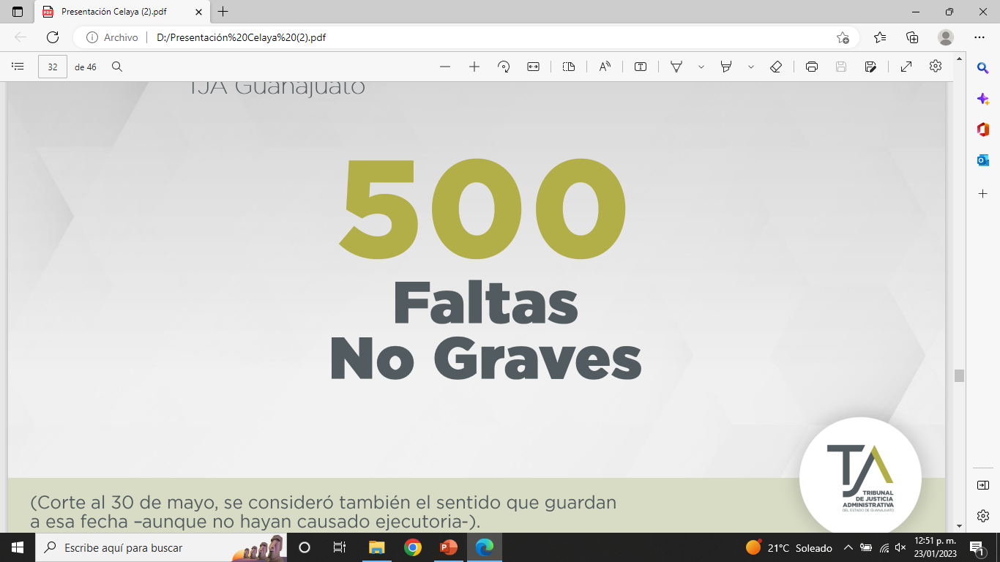 Presentación Celaya (2).pdf
Archivo
D:/Presentación%20Celaya%20(2).pdf
32 de 46
TJA Guanajuato
500
Faltas
No Graves
TJA
TRIBUNAL
DE JUSTICIA
ADMINISTRATIVA
DEL ESTADO DE GUANAJUATO
(Corte al 30 de mayo, se consideró también el sentido que guardan
a esa fecha –aunque no hayan causado ejecutoria-).
Escribe aquí para buscar
21°C Soleado
12:51 p. m.
23/01/2023
1